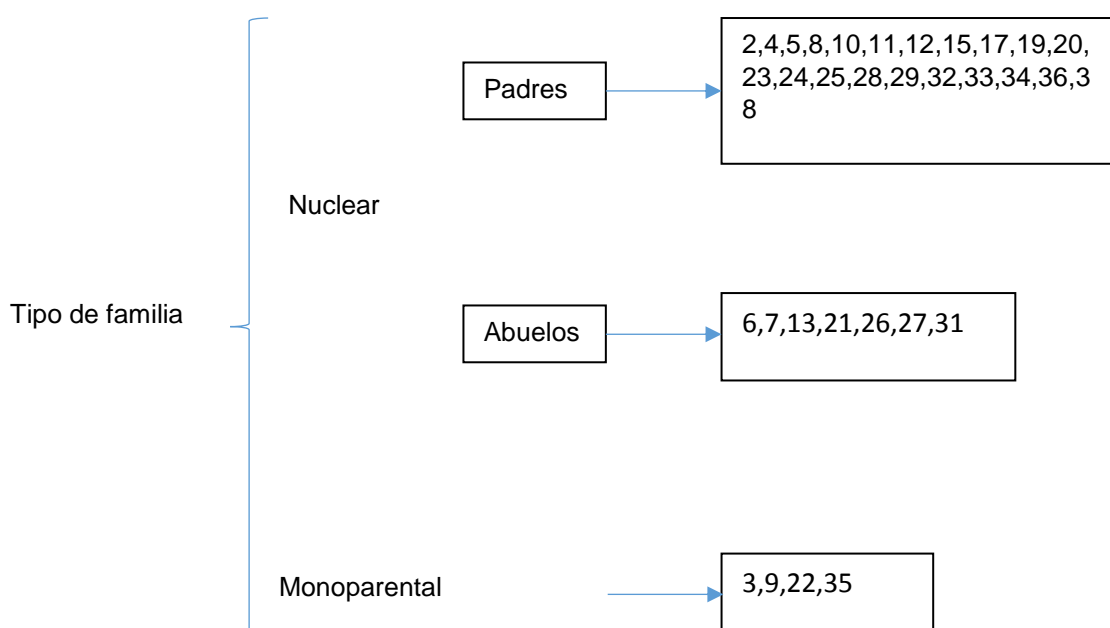 2,4,5,8,10,11,12,15,17,19,20,
23,24,25,28,29,32,33,34,36,3
8
Padres
Nuclear
Tipo de familia
Abuelos
6,7,13,21,26,27,31
Monoparental
3,9,22,35